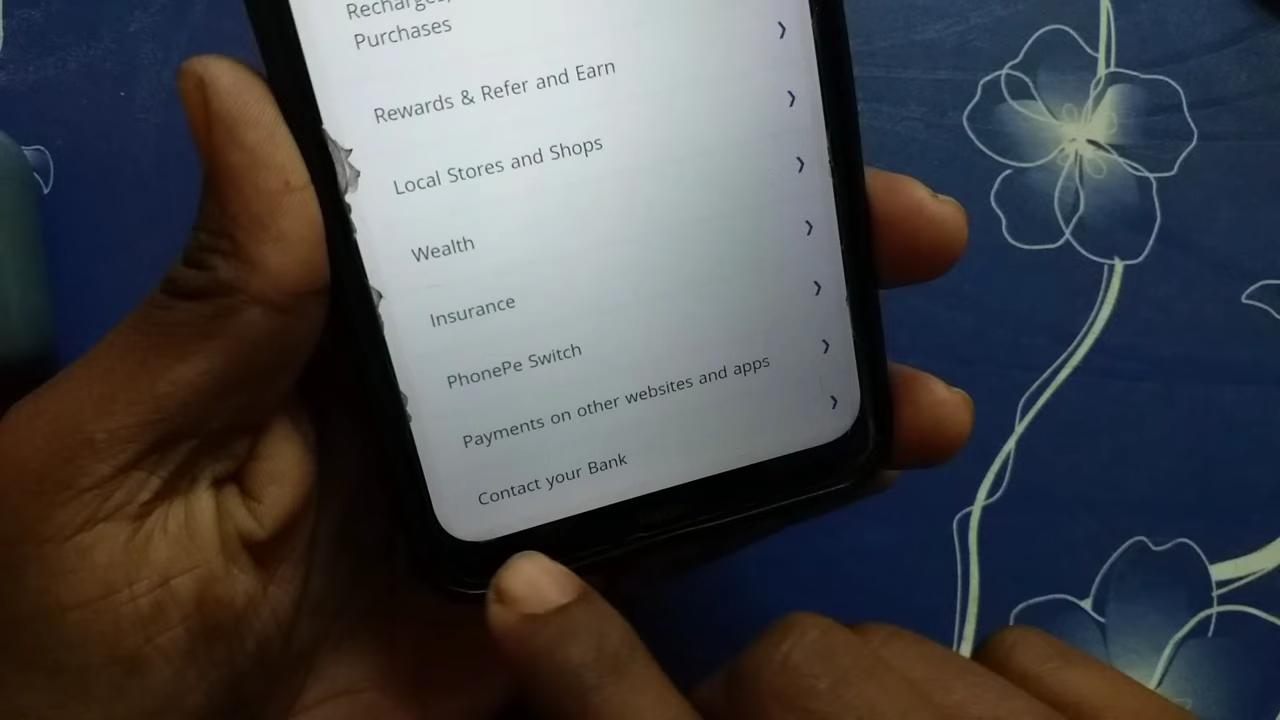 Recharges,
Purchases
Rewards & Refer and Earn
Local Stores and Shops
Wealth
Insurance
PhonePe Switch
Payments on other websites and apps
Contact your Bank